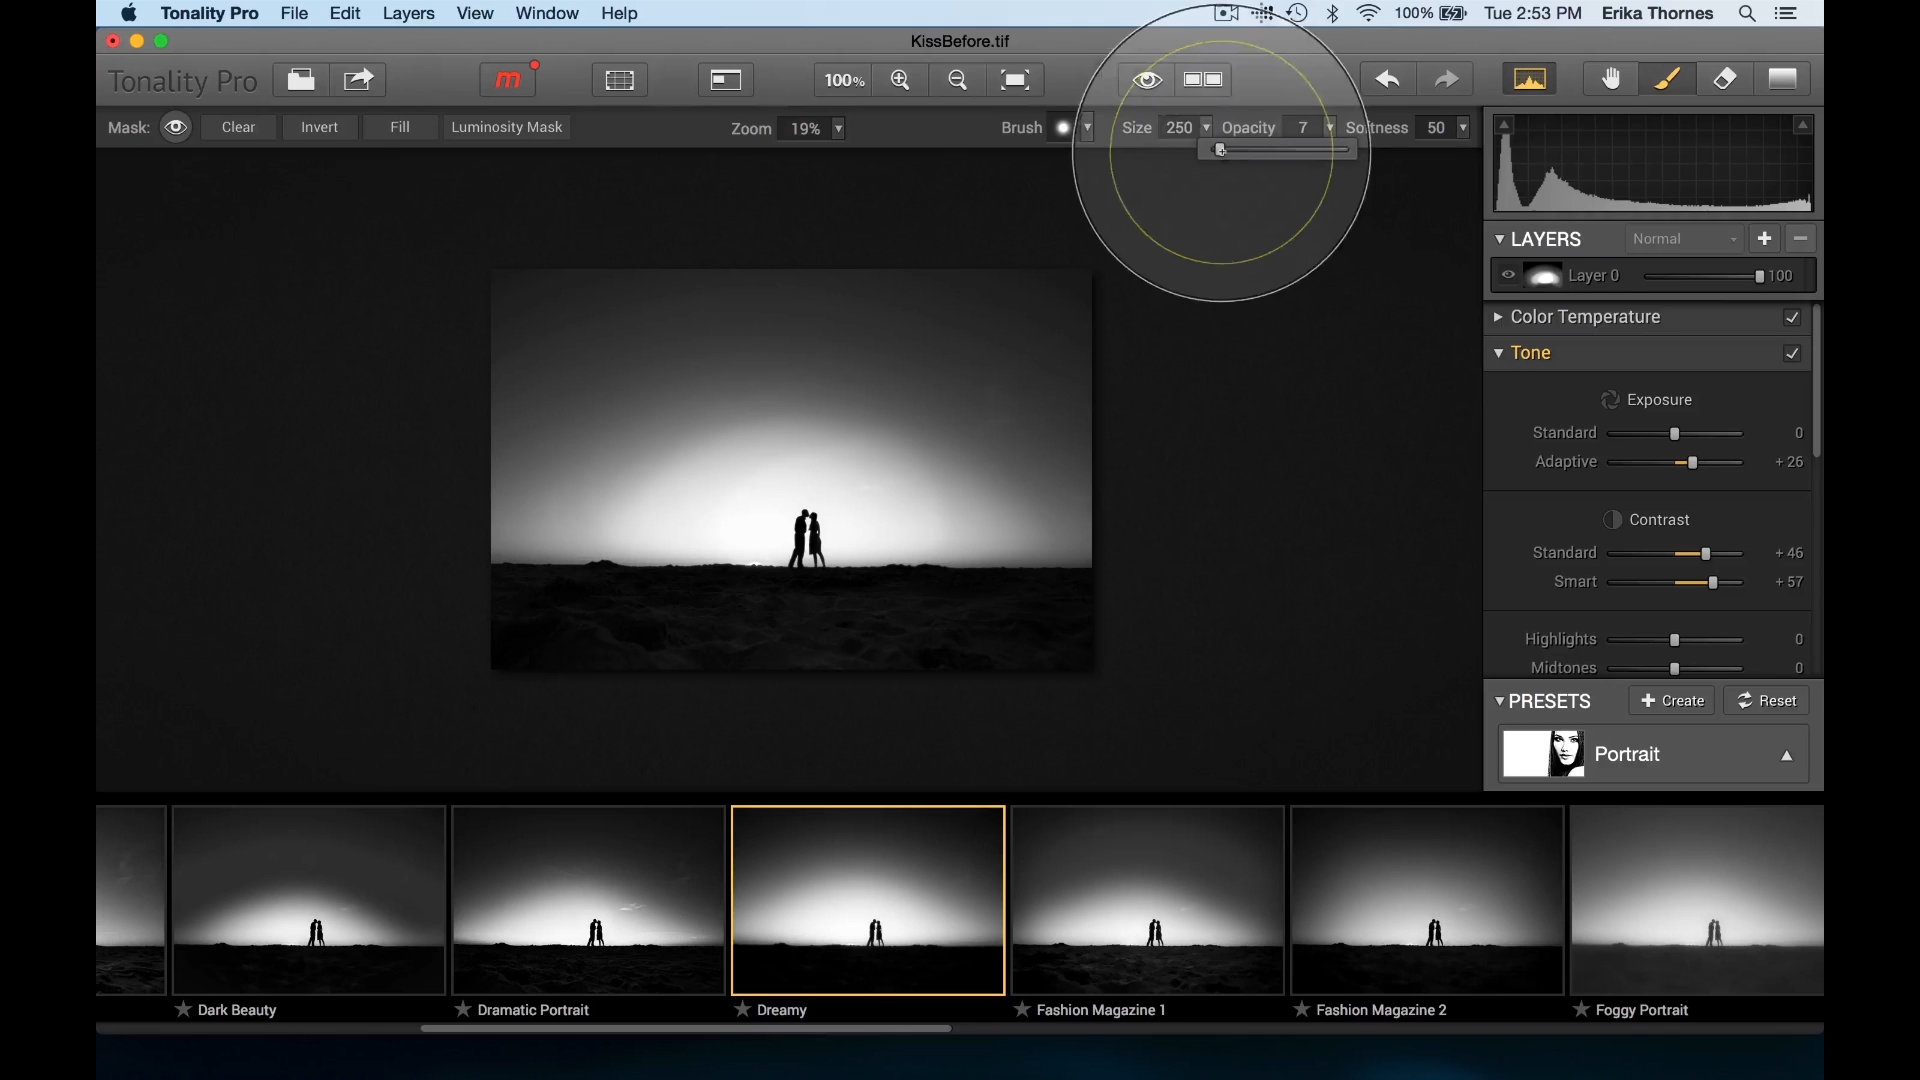 Tonality Pro File Edit Layers View Window Help 100% Tue 2:53 PM Erika Thornes
KissBefore.tif
Tonality Pro m 100%
Mask: Clear Invert Fill Luminosity Mask Zoom 19% Brush Size 250 Opacity 7 Softness 50
LAYERS Normal
Layer 0 100
Color Temperature
Tone
Exposure
Standard 0
Adaptive + 26
Contrast
Standard + 46
Smart + 57
Highlights 0
Midtones 0
PRESETS Create Reset
Portrait
Dark Beauty Dramatic Portrait Dreamy Fashion Magazine 1 Fashion Magazine 2 Foggy Portrait